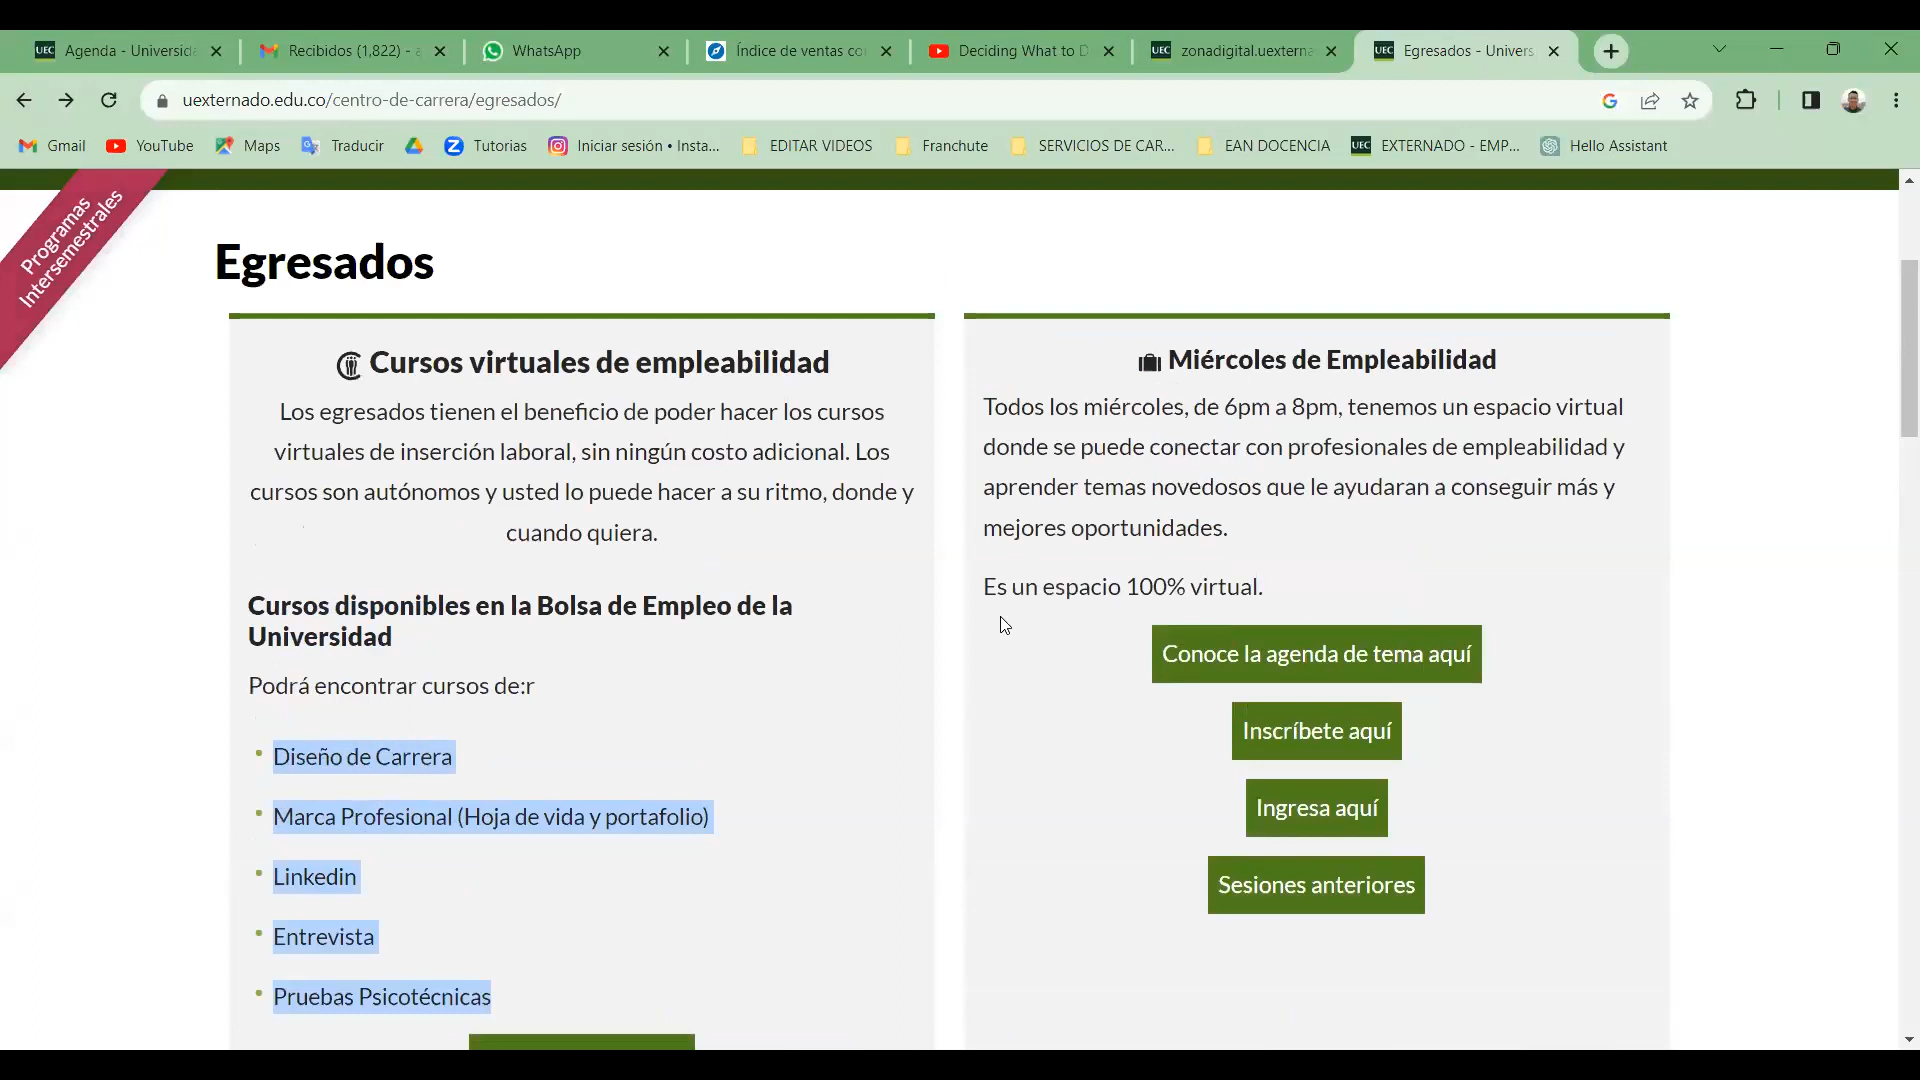 UEC Agenda - Universid
Recibidos (1,822) - a
WhatsApp
Índice de ventas co
Deciding What to D
UEC zonadigital.uexterna
UEC Egresados - Univers
uexternado.edu.co/centro-de-carrera/egresados/
Gmail
YouTube
Maps
Traducir
Tutorias
Iniciar sesión • Insta...
EDITAR VIDEOS
Franchute
SERVICIOS DE CAR...
EAN DOCENCIA
UEC EXTERNADO - EMP...
Hello Assistant
Programas
Intersemestrales
Egresados
Cursos virtuales de empleabilidad
Los egresados tienen el beneficio de poder hacer los cursos
virtuales de inserción laboral, sin ningún costo adicional. Los
cursos son autónomos y usted lo puede hacer a su ritmo, donde y
cuando quiera.
Cursos disponibles en la Bolsa de Empleo de la
Universidad
Podrá encontrar cursos de:r
Diseño de Carrera
Marca Profesional (Hoja de vida y portafolio)
Linkedin
Entrevista
Pruebas Psicotécnicas
Miércoles de Empleabilidad
Todos los miércoles, de 6pm a 8pm, tenemos un espacio virtual
donde se puede conectar con profesionales de empleabilidad y
aprender temas novedosos que le ayudaran a conseguir más y
mejores oportunidades.
Es un espacio 100% virtual.
Conoce la agenda de tema aquí
Inscríbete aquí
Ingresa aquí
Sesiones anteriores